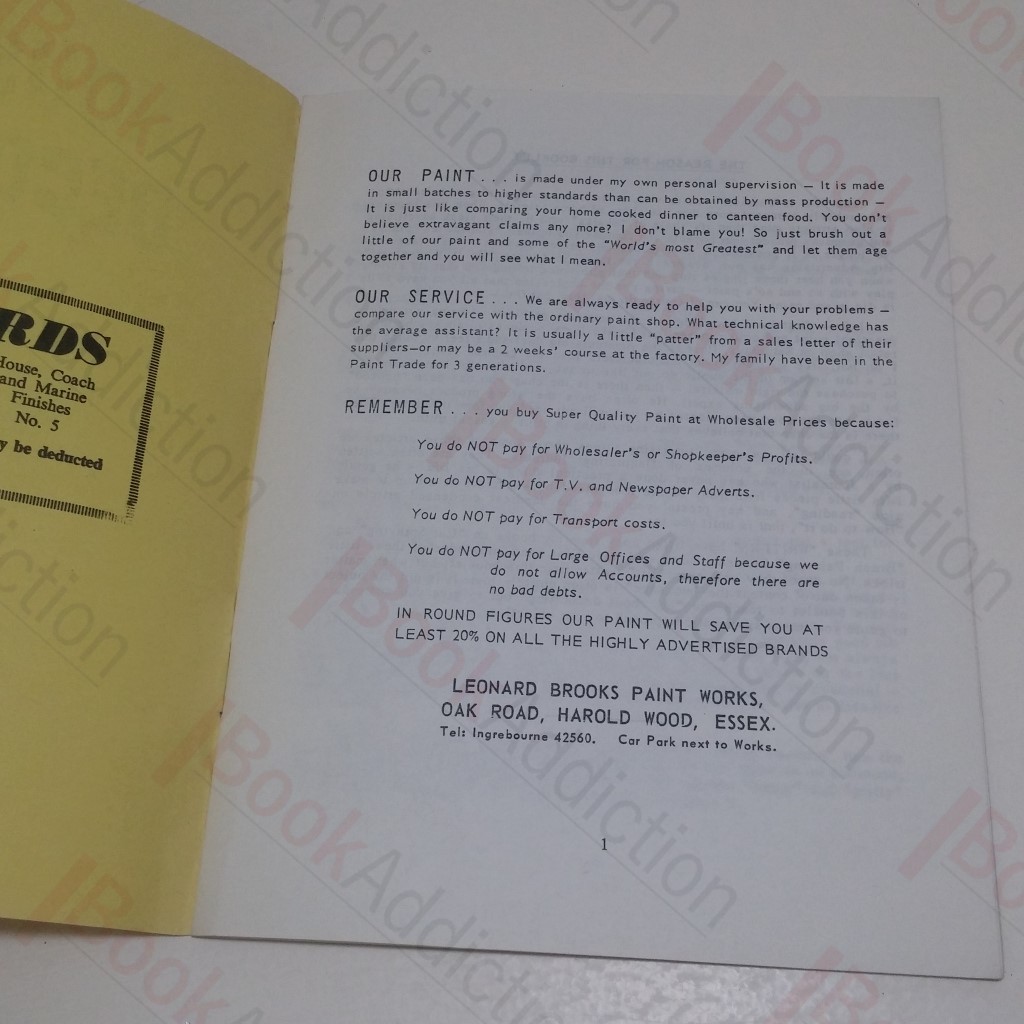 RDS
House, Coach
and Marine
Finishes
No. 5
y be deducted
OUR PAINT . . . is made under my own personal supervision — It is made
in small batches to higher standards than can be obtained by mass production —
It is just like comparing your home cooked dinner to canteen food. You don't
believe extravagant claims any more? I don't blame you! So just brush out a
little of our paint and some of the "World's most Greatest" and let them age
together and you will see what I mean.
OUR SERVICE . . . We are always ready to help you with your problems —
compare our service with the ordinary paint shop. What technical knowledge has
the average assistant? It is usually a little "patter" from a sales letter of their
suppliers—or may be a 2 weeks' course at the factory. My family have been in the
Paint Trade for 3 generations.
REMEMBER . . . you buy Super Quality Paint at Wholesale Prices because:
You do NOT pay for Wholesaler's or Shopkeeper's Profits.
You do NOT pay for T.V. and Newspaper Adverts.
You do NOT pay for Transport costs.
You do NOT pay for Large Offices and Staff because we
do not allow Accounts, therefore there are
no bad debts.
IN ROUND FIGURES OUR PAINT WILL SAVE YOU AT
LEAST 20% ON ALL THE HIGHLY ADVERTISED BRANDS
LEONARD BROOKS PAINT WORKS,
OAK ROAD, HAROLD WOOD, ESSEX.
Tel: Ingrebourne 42560. Car Park next to Works.
1
BookAddiction